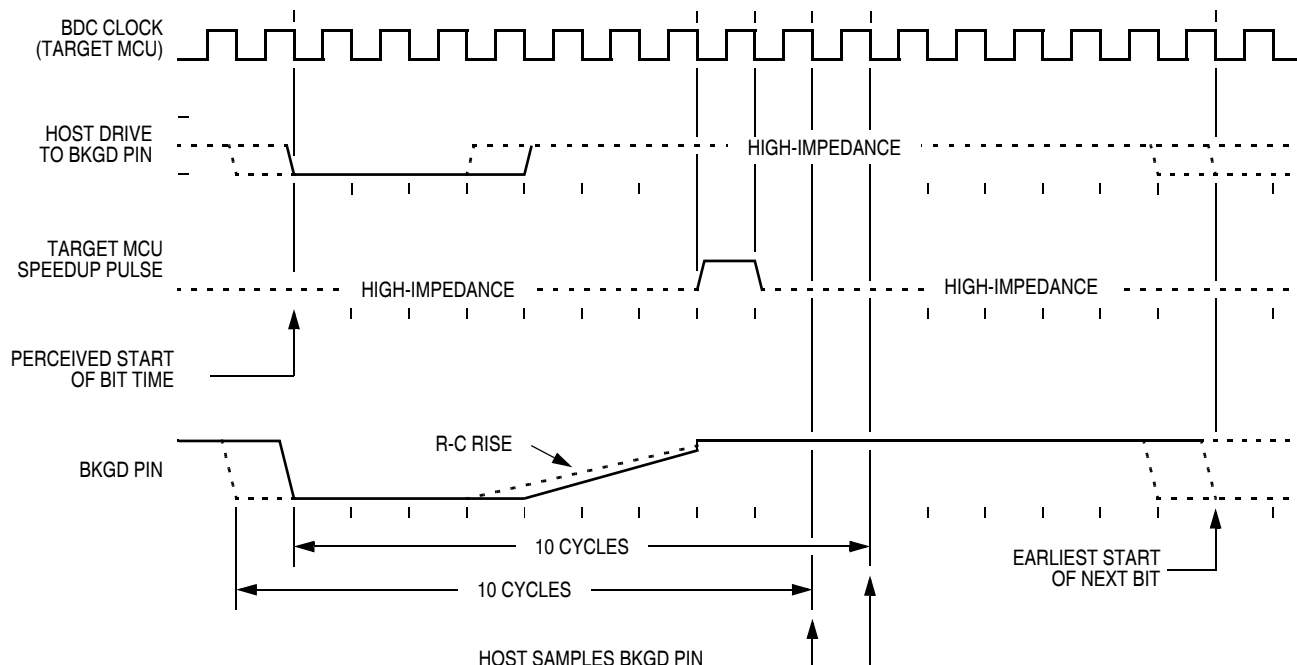 BDC CLOCK
(TARGET MCU)
HOST DRIVE
TO BKGD PIN
HIGH-IMPEDANCE
TARGET MCU
SPEEDUP PULSE
HIGH-IMPEDANCE
HIGH-IMPEDANCE
PERCEIVED START
OF BIT TIME
R-C RISE
BKGD PIN
10 CYCLES
EARLIEST START
OF NEXT BIT
10 CYCLES
HOST SAMPLES BKGD PIN